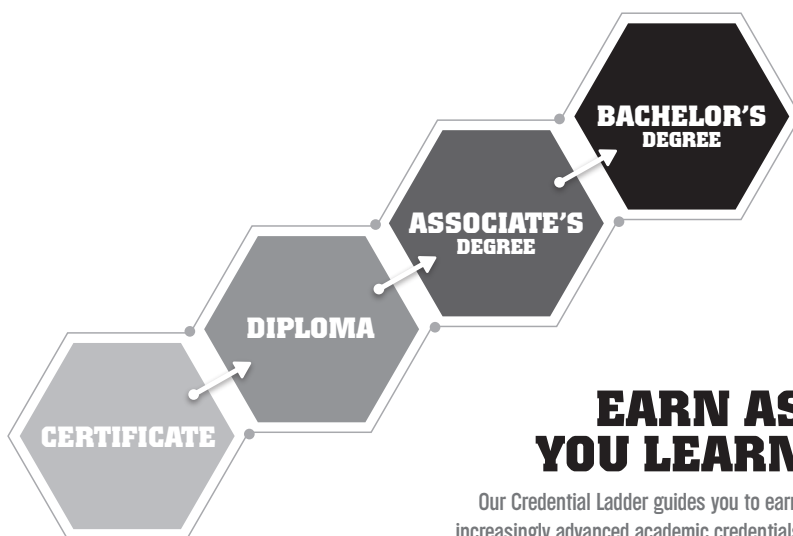 BACHELOR'S
DEGREE
ASSOCIATE'S
DEGREE
DIPLOMA
CERTIFICATE
EARN AS
YOU LEARN
Our Credential Ladder guides you to earn
increasingly advanced academic credentials